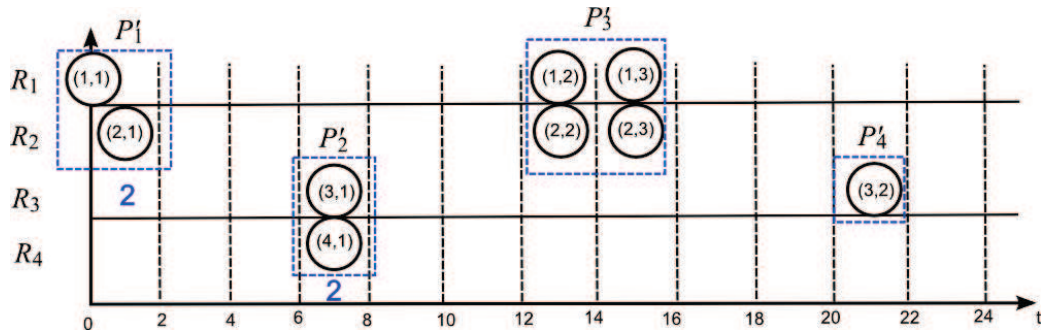 P′1 P′3
R1 (1,1) (1,2) (1,3)
R2 (2,1) (2,2) (2,3)
P′2 P′4
2
R3 (3,1) (3,2)
R4 (4,1)
2
0 2 4 6 8 10 12 14 16 18 20 22 24 t